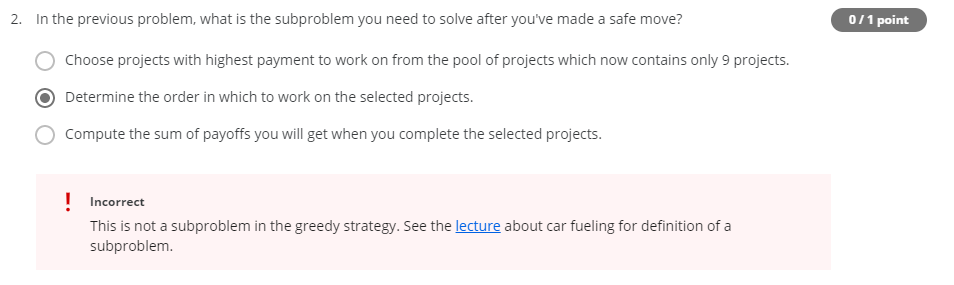 2. In the previous problem, what is the subproblem you need to solve after you've made a safe move?
0 / 1 point
Choose projects with highest payment to work on from the pool of projects which now contains only 9 projects.
Determine the order in which to work on the selected projects.
Compute the sum of payoffs you will get when you complete the selected projects.
! Incorrect
This is not a subproblem in the greedy strategy. See the lecture about car fueling for definition of a
subproblem.